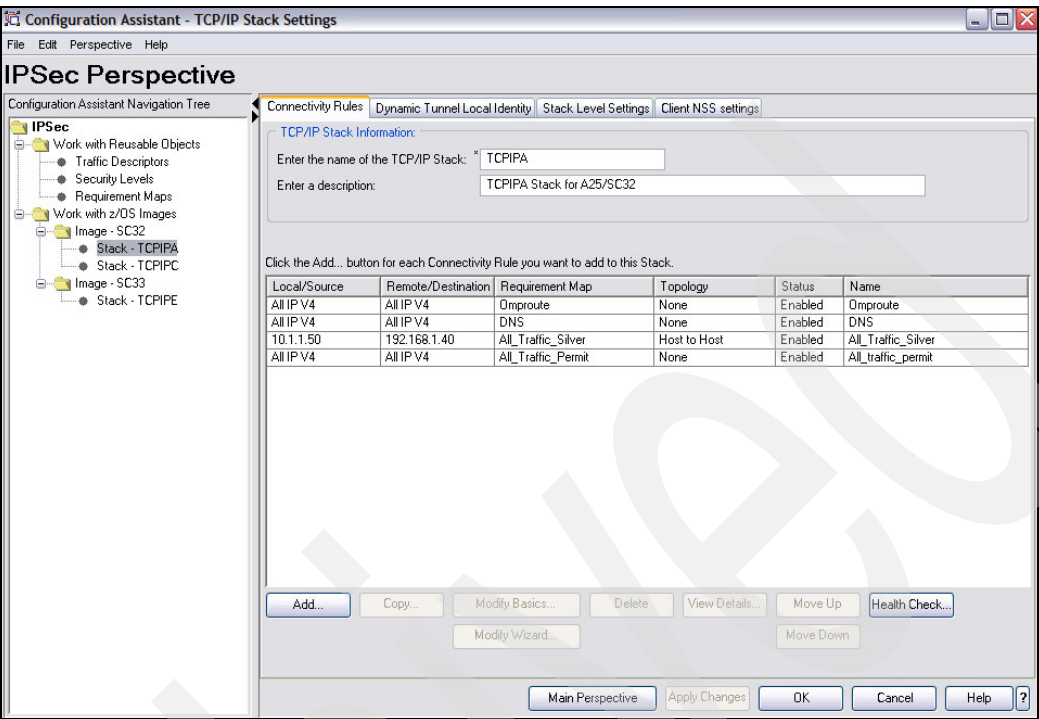 Configuration Assistant - TCP/IP Stack Settings
File Edit Perspective Help
IPSec Perspective
Configuration Assistant Navigation Tree
IPSec
Work with Reusable Objects
Traffic Descriptors
Security Levels
Requirement Maps
Work with z/OS Images
Image - SC32
Stack - TCPIPA
Stack - TCPIPC
Image - SC33
Stack - TCPIPE
Connectivity Rules Dynamic Tunnel Local Identity Stack Level Settings Client NSS settings
TCP/IP Stack Information:
Enter the name of the TCP/IP Stack: * TCPIPA
Enter a description: TCPIPA Stack for A25/SC32
Click the Add... button for each Connectivity Rule you want to add to this Stack.
Local/Source Remote/Destination Requirement Map Topology Status Name
All IP V4 All IP V4 Omproute None Enabled Omproute
All IP V4 All IP V4 DNS None Enabled DNS
10.1.1.50 192.168.1.40 All_Traffic_Silver Host to Host Enabled All_Traffic_Silver
All IP V4 All IP V4 All_Traffic_Permit None Enabled All_traffic_permit
Add... Copy... Modify Basics... Delete View Details... Move Up Health Check...
Modify Wizard... Move Down
Main Perspective Apply Changes OK Cancel Help ?